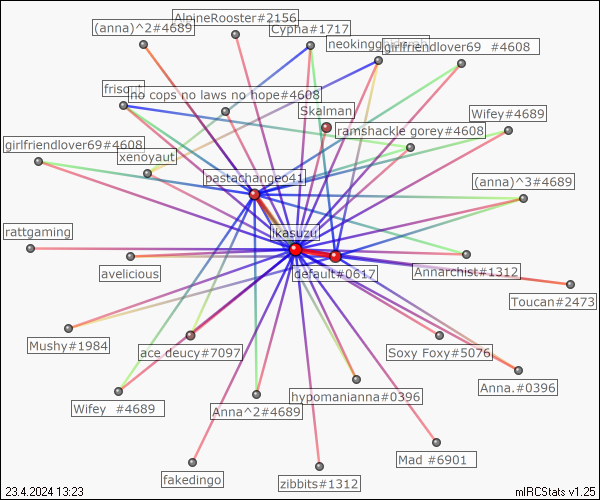 AlpineRooster#2156
(anna)^2#4689
Cypha#1717
girlfriendlover69 #4608
no cops no laws no hope#4608
Skalman
Wifey#4689
ramshackle gorey#4608
girlfriendlover69#4608
xenoyaut
pastachange041
(anna)^3#4689
ikasuzu
rattgaming
avelicious
default#0617
Annarchist#1312
Toucan#2473
Mushy#1984
ace deucy#7097
Soxy Foxy#5076
Anna.#0396
hypomanianna#0396
Wifey #4689
Anna^2#4689
Mad #6901
fakedingo
zibbits#1312
23.4.2024 13:23
mIRCStats v1.25